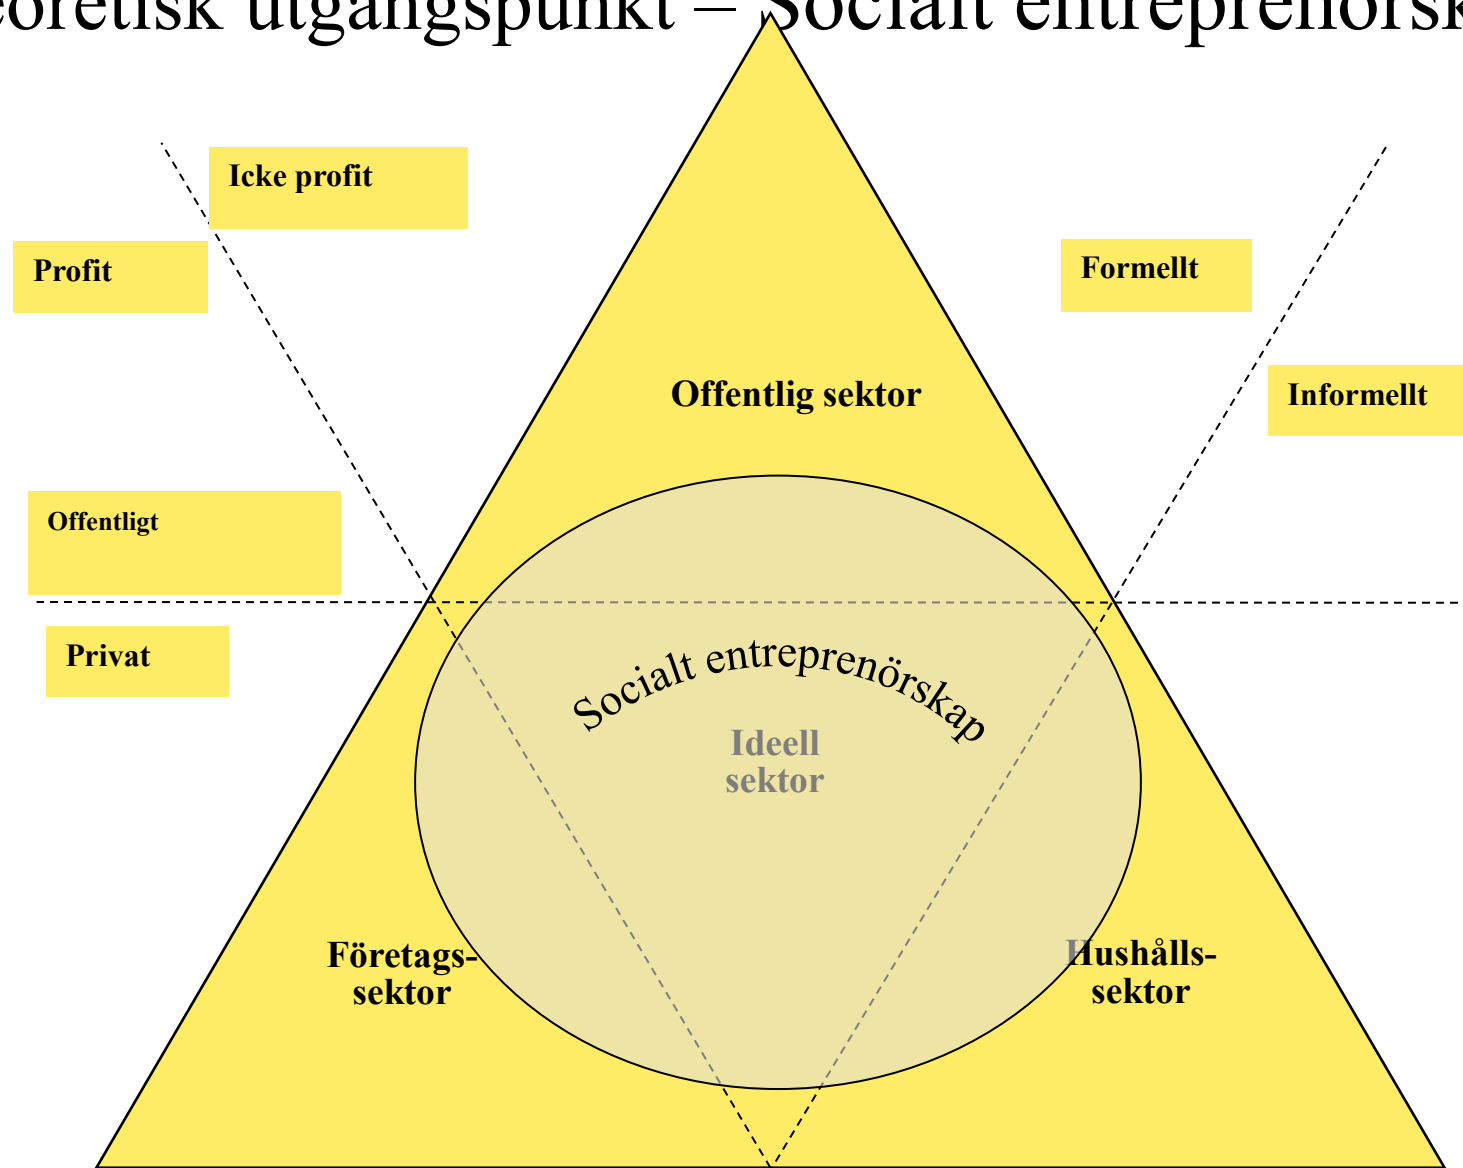 eoretisk utgångspunkt – Socialt entreprenörsk
Icke profit
Profit
Formellt
Informellt
Offentlig sektor
Offentligt
Privat
Socialt entreprenörskap
Ideell
sektor
Företags-
sektor
Hushålls-
sektor